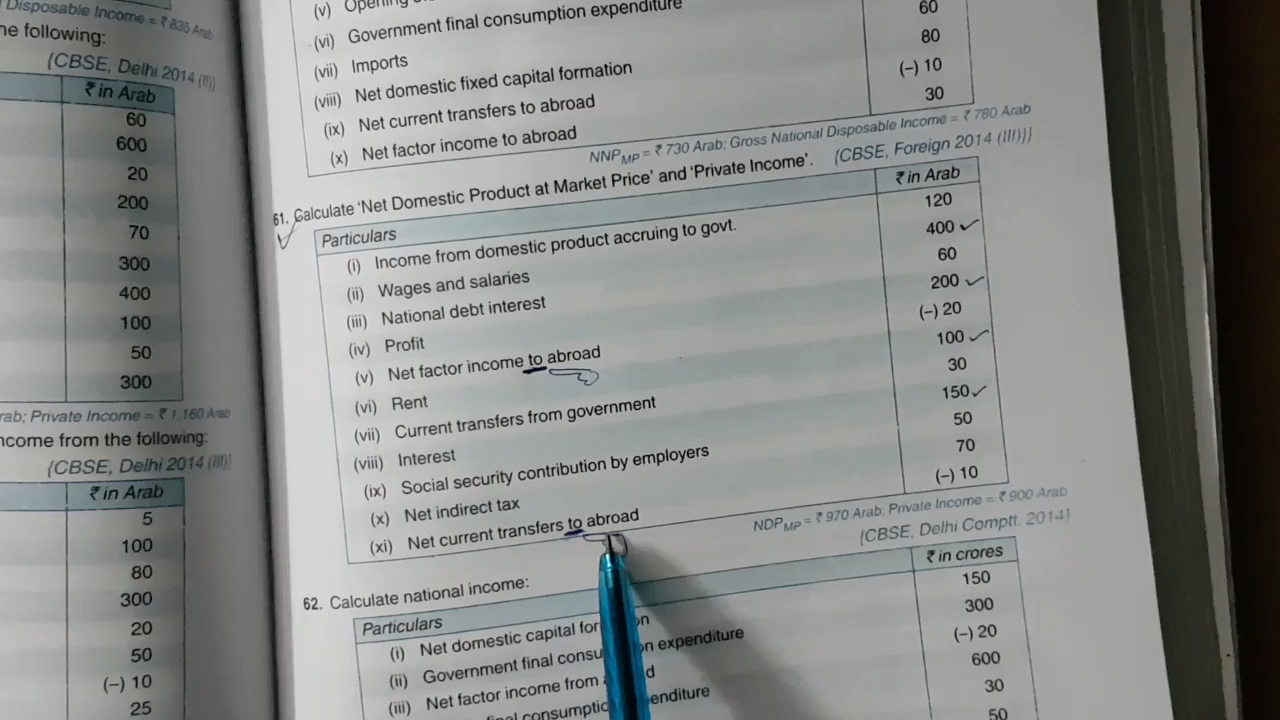 Disposable Income = ₹ 835 Arab
the following:
{CBSE, Delhi 2014 (II)}
₹ in Arab
60
600
20
200
70
300
400
100
50
300
Private Income = ₹ 1,160 Arab
income from the following:
{CBSE, Delhi 2014 (III)}
₹ in Arab
5
100
80
300
20
50
(–) 10
25
(v) Opening
(vi) Government final consumption expenditure 60
(vii) Imports 80
(viii) Net domestic fixed capital formation (–) 10
(ix) Net current transfers to abroad 30
(x) Net factor income to abroad
NNPMP = ₹ 730 Arab; Gross National Disposable Income = ₹ 780 Arab
61. Calculate 'Net Domestic Product at Market Price' and 'Private Income'. {CBSE, Foreign 2014 (III)}}
Particulars ₹ in Arab
(i) Income from domestic product accruing to govt. 120
(ii) Wages and salaries 400
(iii) National debt interest 60
(iv) Profit 200
(v) Net factor income to abroad (–) 20
(vi) Rent 100
(vii) Current transfers from government 30
(viii) Interest 150
(ix) Social security contribution by employers 50
(x) Net indirect tax 70
(xi) Net current transfers to abroad (–) 10
NDPMP = ₹ 970 Arab, Private Income = ₹ 900 Arab
{CBSE, Delhi Comptt. 2014}
62. Calculate national income:
Particulars ₹ in crores
(i) Net domestic capital 150
(ii) Government final expenditure 300
(iii) Net factor income from (–) 20
600
30
50